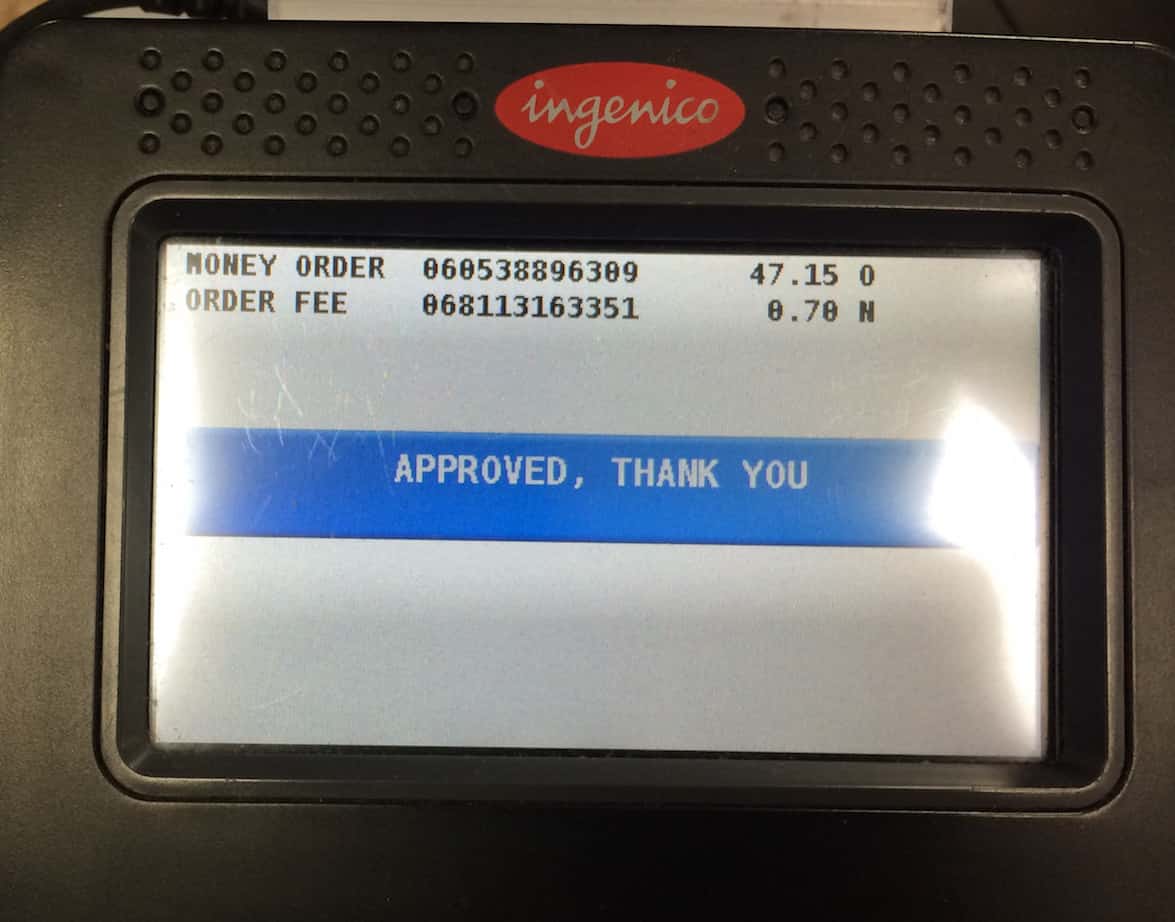 ingenico
MONEY ORDER 060538896309 47.15 O
ORDER FEE 068113163351 0.70 N
APPROVED, THANK YOU